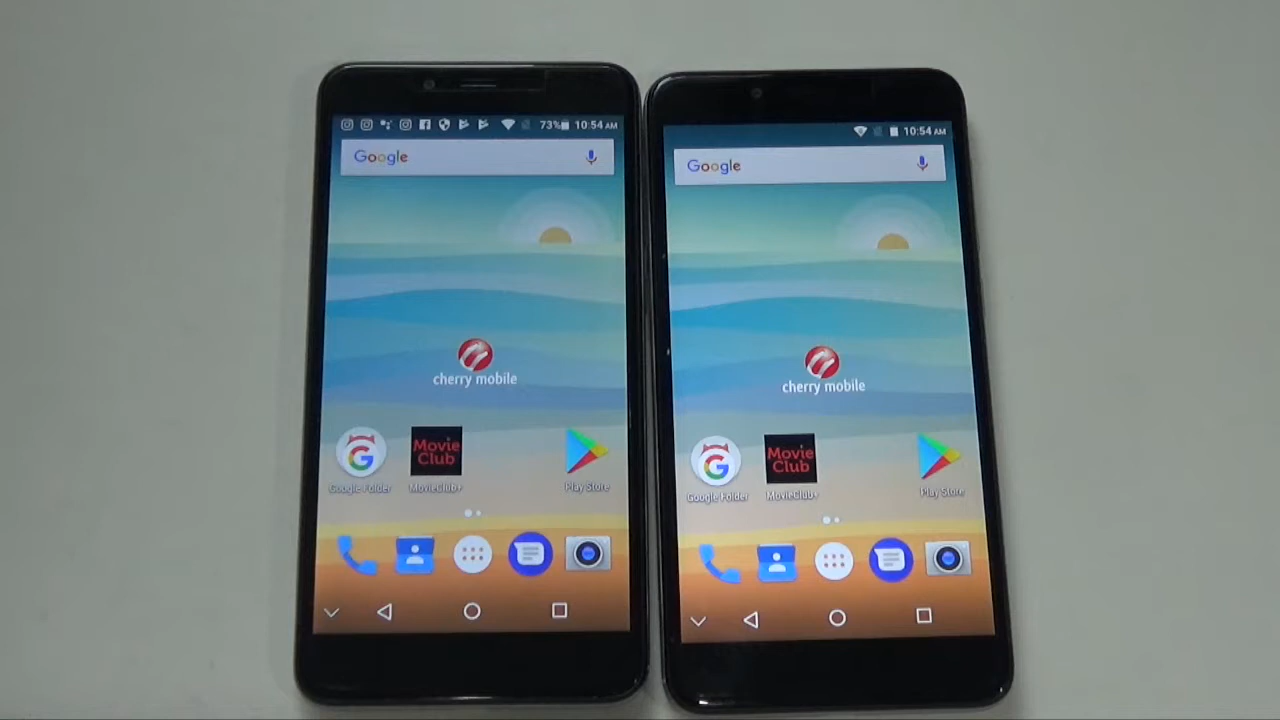 73% 10:54 AM
Google
cherry mobile
Movie
Club
Google Folder
MovieClub+
Play Store
10:54 AM
Google
cherry mobile
Movie
Club
Google Folder
MovieClub+
Play Store